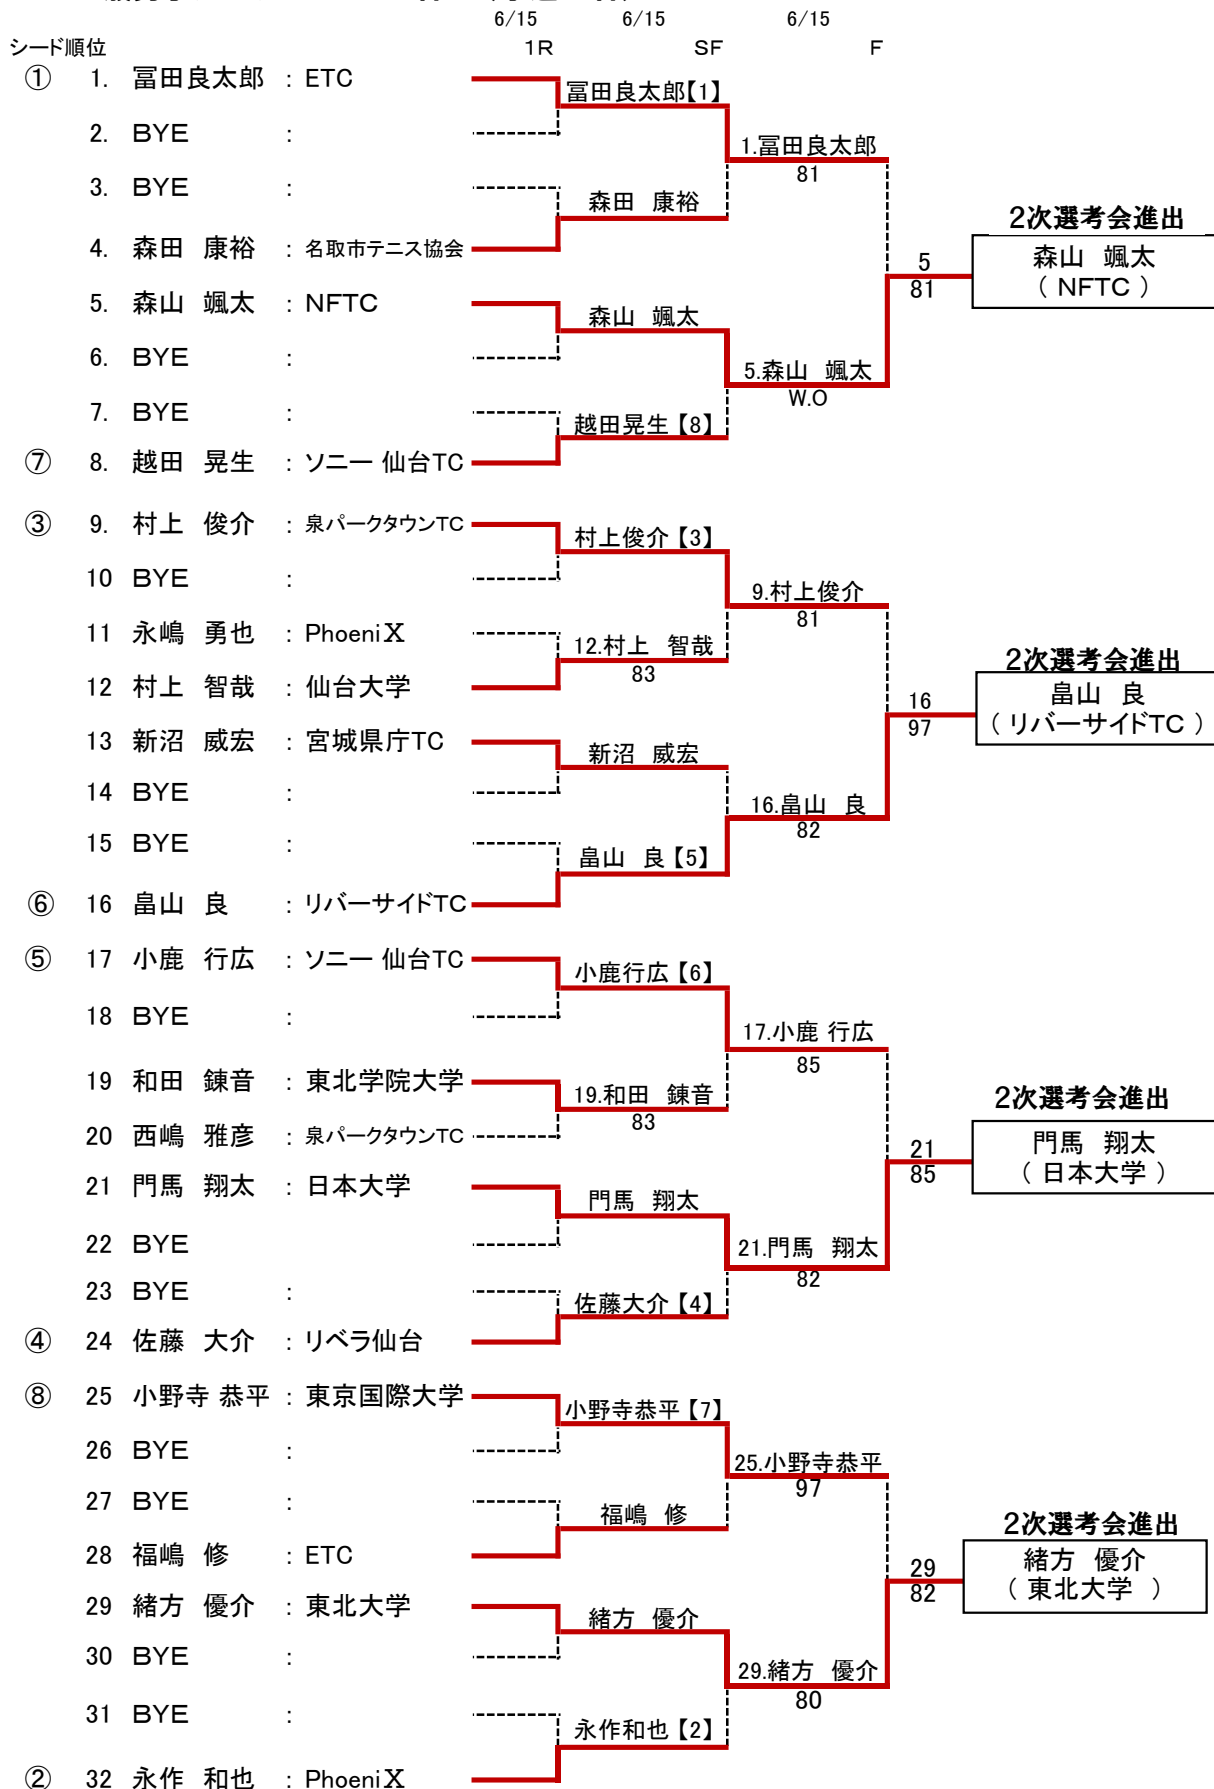 6/15 6/15 6/15
シード順位 1R SF F
① 1. 冨田良太郎 : ETC
冨田良太郎【1】
2. BYE :
1.冨田良太郎
81
3. BYE :
森田 康裕
4. 森田 康裕 : 名取市テニス協会
2次選考会進出
森山 颯太
( NFTC )
5
81
5. 森山 颯太 : NFTC
森山 颯太
6. BYE :
5.森山 颯太
W.O
7. BYE :
越田晃生【8】
⑦ 8. 越田 晃生 : ソニー 仙台TC
③ 9. 村上 俊介 : 泉パークタウンTC
村上俊介【3】
10 BYE :
9.村上俊介
81
11 永嶋 勇也 : PhoeniX
12.村上 智哉
83
12 村上 智哉 : 仙台大学
2次選考会進出
畠山 良
( リバーサイドTC )
16
97
13 新沼 威宏 : 宮城県庁TC
新沼 威宏
14 BYE :
16.畠山 良
82
15 BYE :
畠山 良【5】
⑥ 16 畠山 良 : リバーサイドTC
⑤ 17 小鹿 行広 : ソニー 仙台TC
小鹿行広【6】
18 BYE :
17.小鹿 行広
85
19 和田 錬音 : 東北学院大学
19.和田 錬音
83
20 西嶋 雅彦 : 泉パークタウンTC
2次選考会進出
門馬 翔太
( 日本大学 )
21
85
21 門馬 翔太 : 日本大学
門馬 翔太
22 BYE :
21.門馬 翔太
82
23 BYE :
佐藤大介【4】
④ 24 佐藤 大介 : リベラ仙台
⑧ 25 小野寺 恭平 : 東京国際大学
小野寺恭平【7】
26 BYE :
25.小野寺恭平
97
27 BYE :
福嶋 修
28 福嶋 修 : ETC
2次選考会進出
緒方 優介
( 東北大学 )
29
82
29 緒方 優介 : 東北大学
緒方 優介
30 BYE :
29.緒方 優介
80
31 BYE :
永作和也【2】
② 32 永作 和也 : PhoeniX